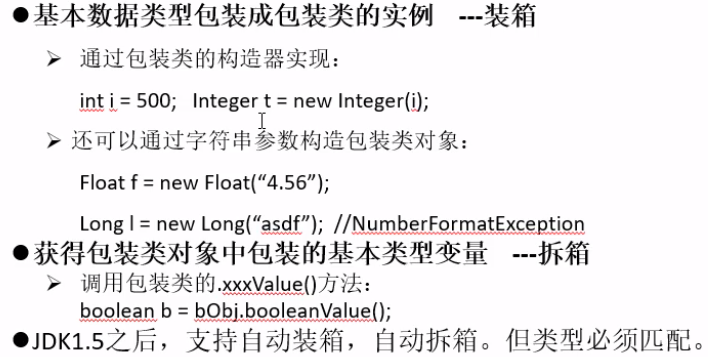 ●基本数据类型包装成包装类的实例 ---装箱
➢ 通过包装类的构造器实现：
int i = 500; Integer t = new Integer(i);
➢ 还可以通过字符串参数构造包装类对象：
Float f = new Float(“4.56”);
Long l = new Long(“asdf”); //NumberFormatException
●获得包装类对象中包装的基本类型变量 ---拆箱
➢ 调用包装类的.xxxValue()方法：
boolean b = bObj.booleanValue();
●JDK1.5之后，支持自动装箱，自动拆箱。但类型必须匹配。